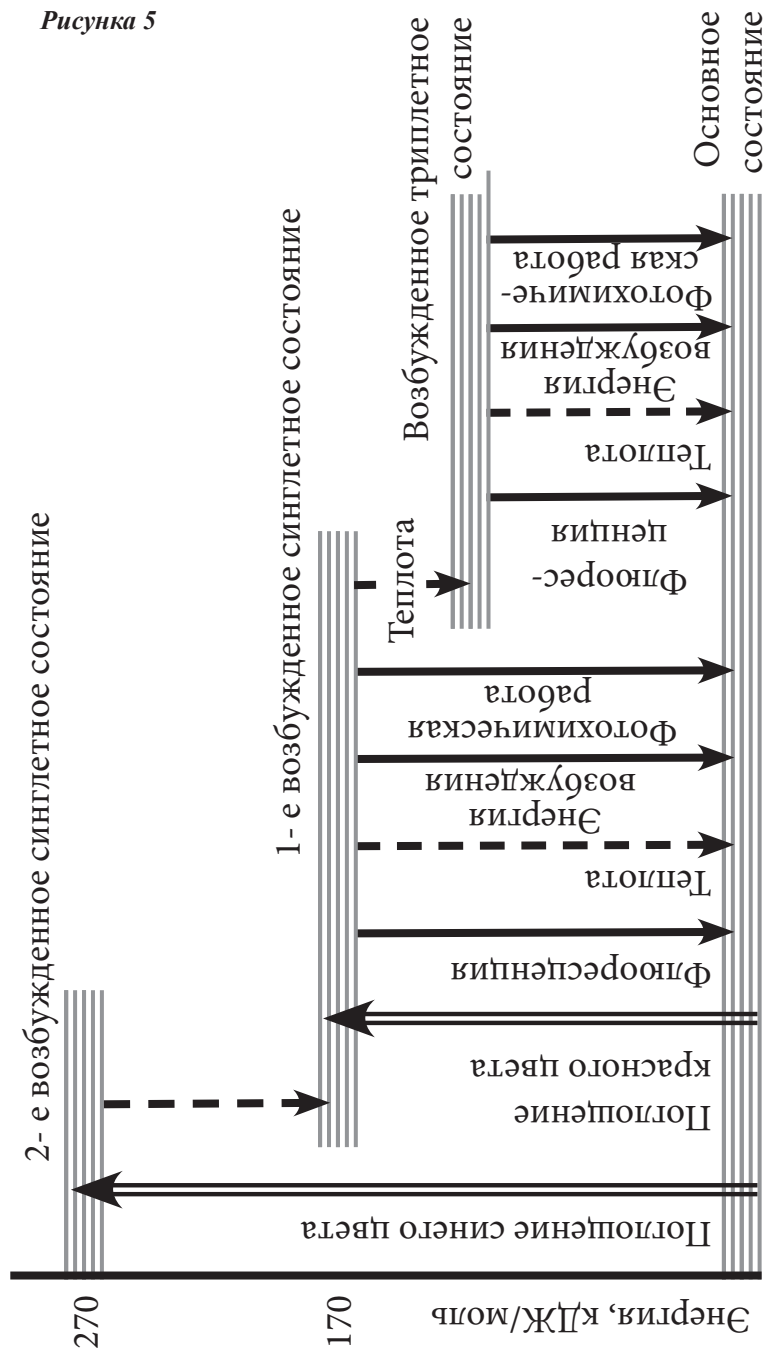 Рисунка 5
2- е возбужденное синглетное состояние
1- е возбужденное синглетное состояние
Возбужденное триплетное
состояние
Основное
состояние
270
170
Энергия, кДЖ/моль
Поглощение синего цвета
Поглощение
красного цвета
Флюоресценция
Теплота
Энергия
возбуждения
Фотохимическая
работа
Теплота
Флюорес-
ценция
Теплота
Энергия
возбуждения
Фотохимиче-
ская работа